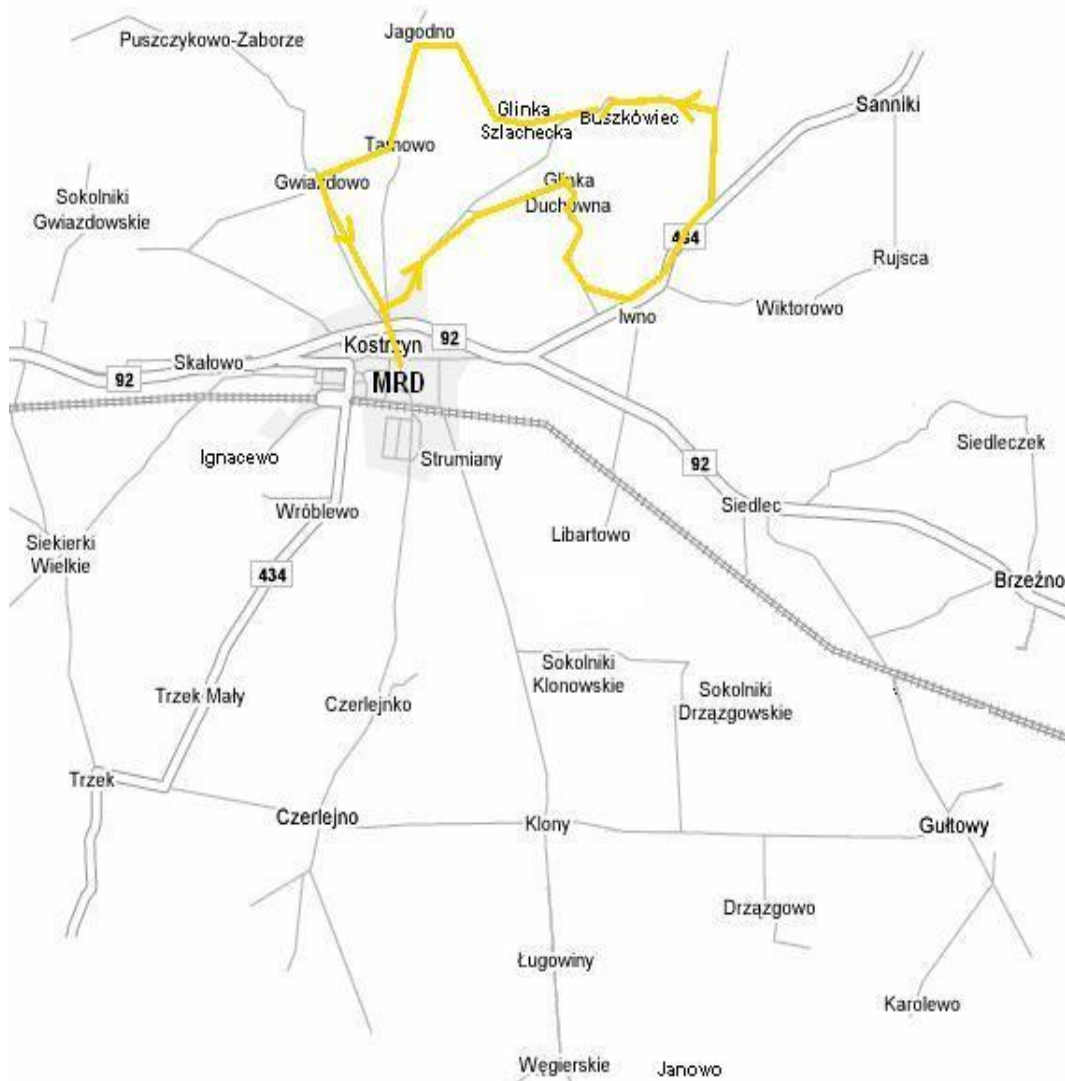 Jagodno
Puszczykowo-Zaborze
Glinka
Szlachecka
Buszkówiec
Sanniki
Tarnowo
Gwiazdowo
Glinka
Duchowna
Sokolniki
Gwiazdowskie
434
Rujsca
Wiktorowo
Iwno
Kostrzyn
92
Skałowo
92
MRD
Siedleczek
Ignacewo
Strumiany
92
Siedlec
Wróblewo
Libartowo
Siekierki
Wielkie
434
Brzeźno
Sokolniki
Klonowskie
Trzek Mały
Czerlejnko
Sokolniki
Drzązgowskie
Trzek
Czerlejno
Klony
Gułtowy
Drzązgowo
Ługowiny
Karolewo
Węgierskie
Janowo